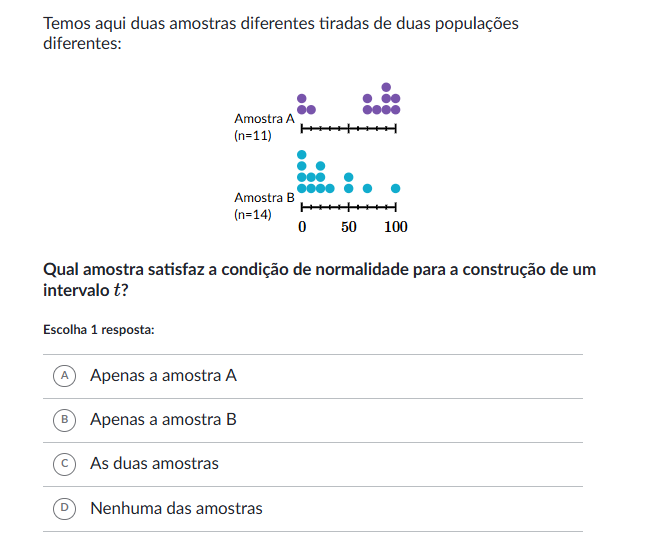 Temos aqui duas amostras diferentes tiradas de duas populações
diferentes:
Amostra A
(n=11)
Amostra B
(n=14)
0 50 100
Qual amostra satisfaz a condição de normalidade para a construção de um
intervalo t?
Escolha 1 resposta:
A Apenas a amostra A
B Apenas a amostra B
C As duas amostras
D Nenhuma das amostras